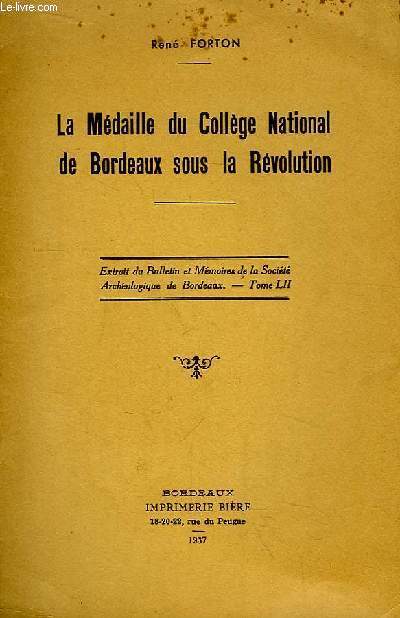 Le-livre.com
René FORTON
La Médaille du Collège National
de Bordeaux sous la Révolution
Extrait du Bulletin et Mémoires de la Société
Archéologique de Bordeaux. — Tome LII
BORDEAUX
IMPRIMERIE BIÈRE
18-20-22, rue du Peugue
1937